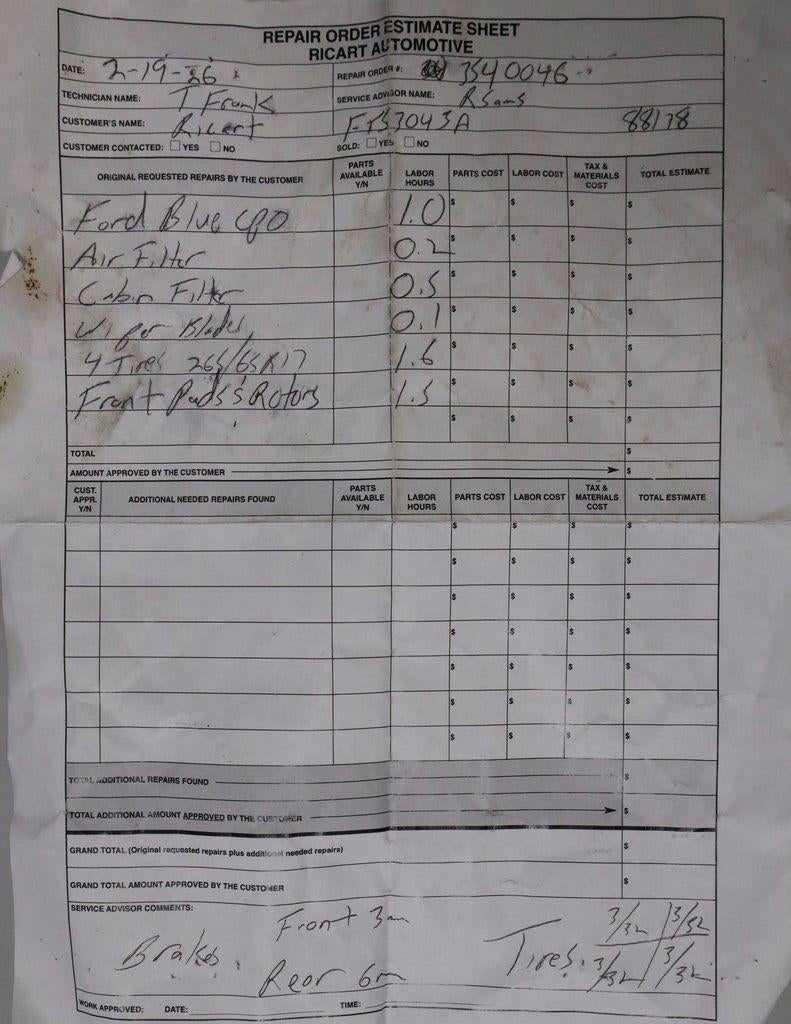 REPAIR ORDER ESTIMATE SHEET
RICART AUTOMOTIVE
DATE: 2-19-26 REPAIR ORDER #: 3540046
TECHNICIAN NAME: T Frank SERVICE ADVISOR NAME: RSams
CUSTOMER'S NAME: Ricart 3043A 88178
CUSTOMER CONTACTED: ☐ YES ☐ NO SOLD: ☐ YES ☐ NO
ORIGINAL REQUESTED REPAIRS BY THE CUSTOMER PARTS AVAILABLE Y/N LABOR HOURS PARTS COST LABOR COST TAX & MATERIALS COST TOTAL ESTIMATE
Ford Blue CPO 1.0 $ $ $ $
Air Filter 0.2 $ $ $ $
Cabin Filter 0.5 $ $ $ $
Wiper Blades 0.1 $ $ $ $
4 Tires 265/65R17 1.6 $ $ $ $
Front Pads & Rotors 1.5 $ $ $ $
$ $ $ $
TOTAL $
AMOUNT APPROVED BY THE CUSTOMER $
CUST. APPR. Y/N ADDITIONAL NEEDED REPAIRS FOUND PARTS AVAILABLE Y/N LABOR HOURS PARTS COST LABOR COST TAX & MATERIALS COST TOTAL ESTIMATE
$ $ $ $
$ $ $ $
$ $ $ $
$ $ $ $
$ $ $ $
$ $ $ $
$ $ $ $
TOTAL ADDITIONAL REPAIRS FOUND $
TOTAL ADDITIONAL AMOUNT APPROVED BY THE CUSTOMER $
GRAND TOTAL (Original requested repairs plus additional needed repairs) $
GRAND TOTAL AMOUNT APPROVED BY THE CUSTOMER $
SERVICE ADVISOR COMMENTS:
Brakes Front 3mm Tires: 3/32 3/32
Rear 6m 3/32 3/32
WORK APPROVED: DATE: TIME: